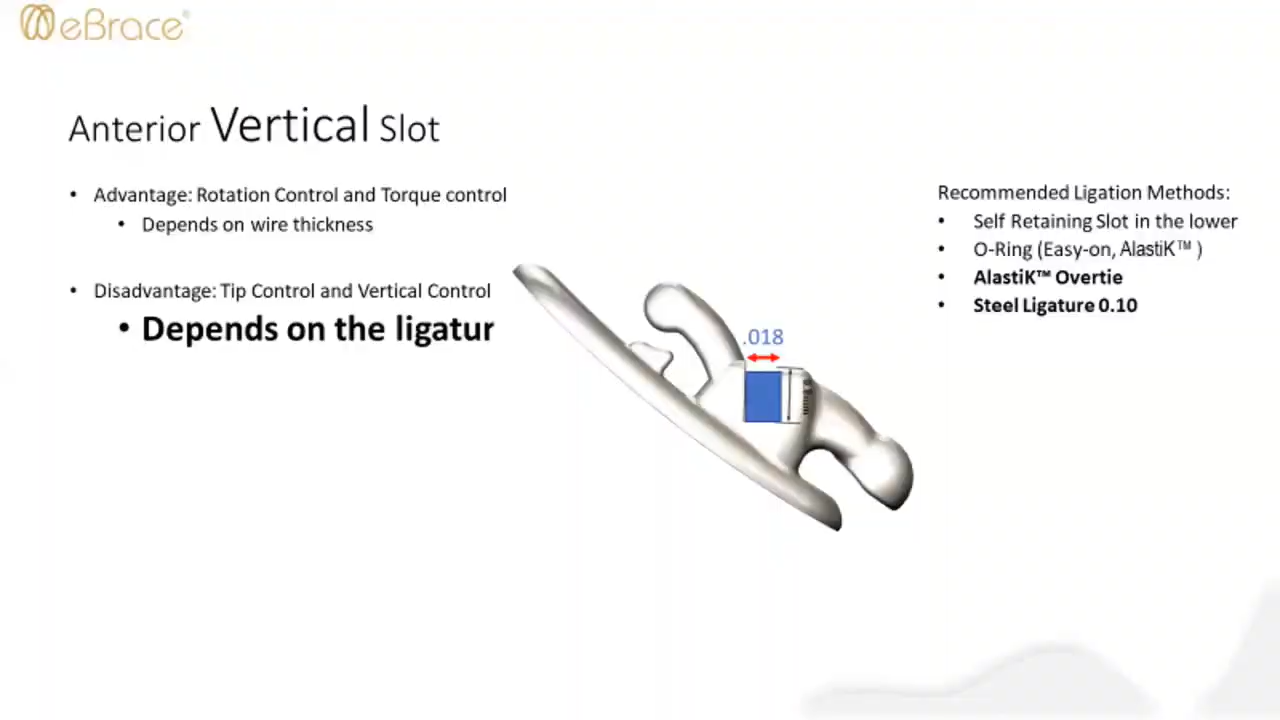 eBrace®
Anterior Vertical Slot
• Advantage: Rotation Control and Torque control
• Depends on wire thickness
• Disadvantage: Tip Control and Vertical Control
• Depends on the ligatur
.018
Recommended Ligation Methods:
• Self Retaining Slot in the lower
• O-Ring (Easy-on, AlastiK™ )
• AlastiK™ Overtie
• Steel Ligature 0.10